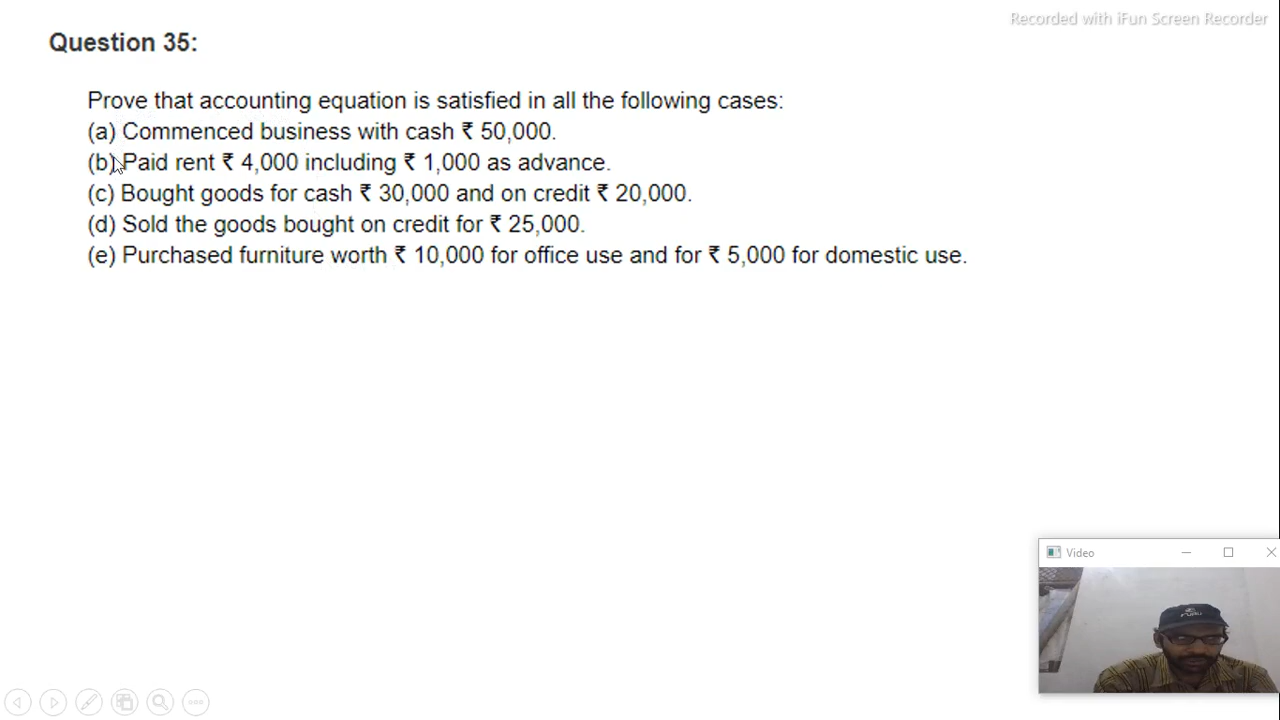 Recorded with iFun Screen Recorder
Question 35:
Prove that accounting equation is satisfied in all the following cases:
(a) Commenced business with cash ₹ 50,000.
(b) Paid rent ₹ 4,000 including ₹ 1,000 as advance.
(c) Bought goods for cash ₹ 30,000 and on credit ₹ 20,000.
(d) Sold the goods bought on credit for ₹ 25,000.
(e) Purchased furniture worth ₹ 10,000 for office use and for ₹ 5,000 for domestic use.
Video